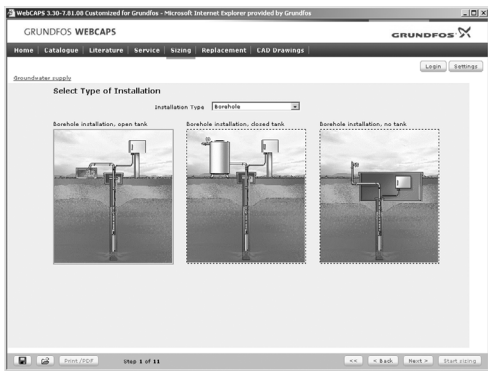 WebCAPS 3.30-7.81.08 Customized for Grundfos - Microsoft Internet Explorer provided by Grundfos
GRUNDFOS WEBCAPS
GRUNDFOS
Home Catalogue Literature Service Sizing Replacement CAD Drawings
Login Settings
Groundwater supply
Select Type of Installation
Installation Type Borehole
Borehole installation, open tank Borehole installation, closed tank Borehole installation, no tank
Print/PDF Step 1 of 11 << < Back Next > Start sizing